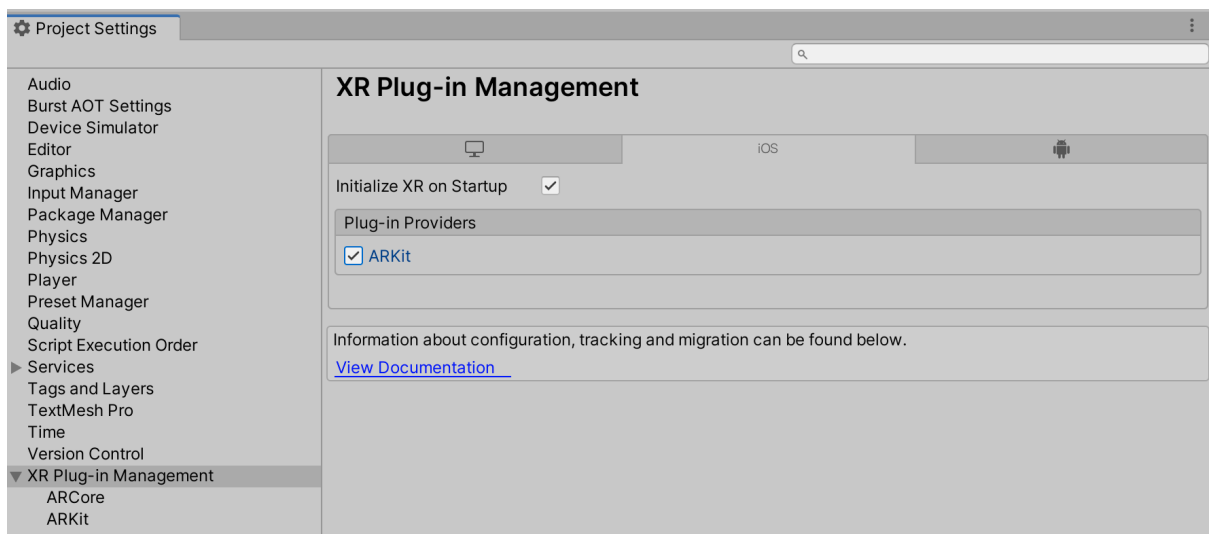 Project Settings
Audio
Burst AOT Settings
Device Simulator
Editor
Graphics
Input Manager
Package Manager
Physics
Physics 2D
Player
Preset Manager
Quality
Script Execution Order
Services
Tags and Layers
TextMesh Pro
Time
Version Control
XR Plug-in Management
ARCore
ARKit
XR Plug-in Management
iOS
Initialize XR on Startup
Plug-in Providers
ARKit
Information about configuration, tracking and migration can be found below.
View Documentation